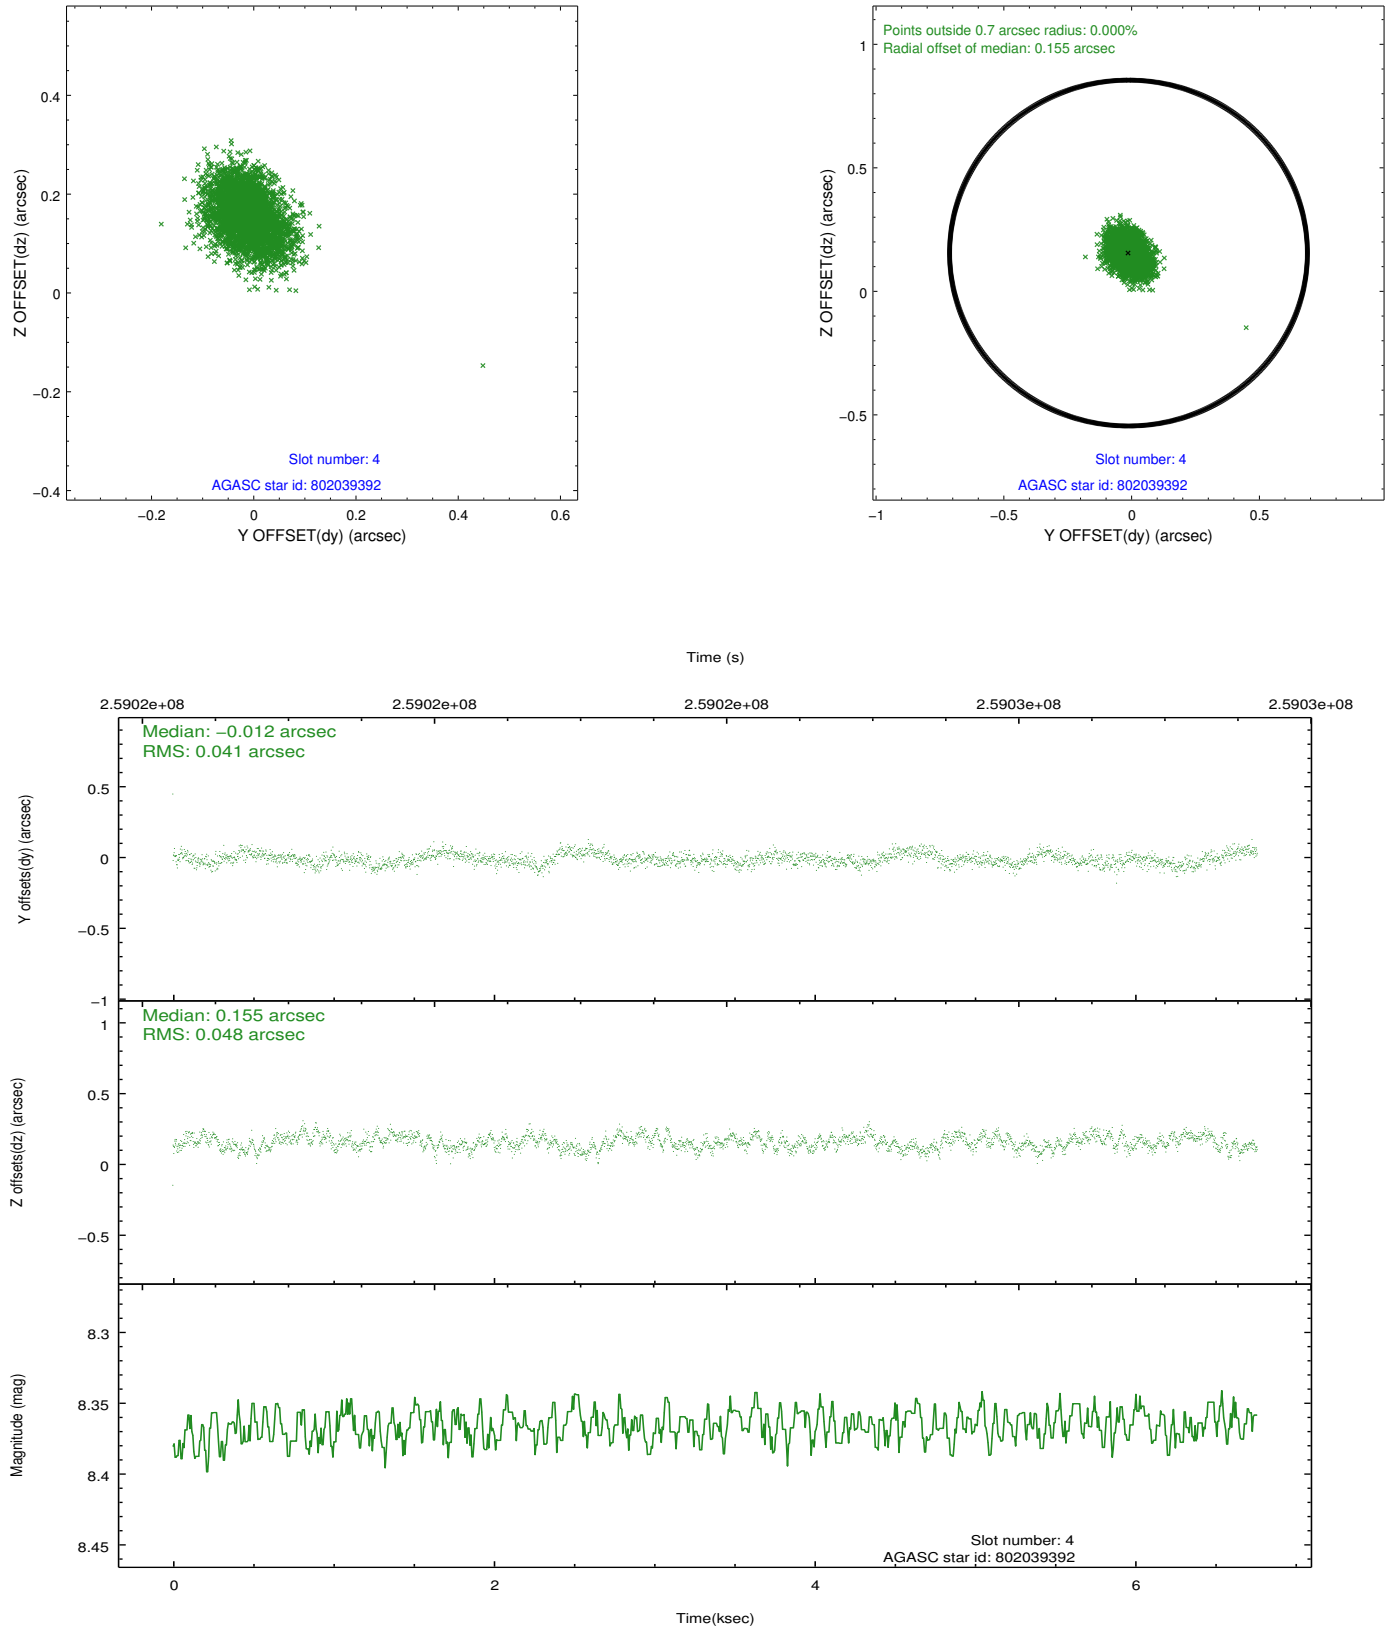 0.4
0.2
0
−0.2
−0.4
Z OFFSET(dz) (arcsec)
Slot number: 4
AGASC star id: 802039392
−0.2
0
0.2
0.4
0.6
Y OFFSET(dy) (arcsec)
Points outside 0.7 arcsec radius: 0.000%
Radial offset of median: 0.155 arcsec
1
0.5
0
−0.5
Z OFFSET(dz) (arcsec)
Slot number: 4
AGASC star id: 802039392
−1
−0.5
0
0.5
Y OFFSET(dy) (arcsec)
Time (s)
2.5902e+08
2.5902e+08
2.5902e+08
2.5903e+08
2.5903e+08
Median: −0.012 arcsec
RMS: 0.041 arcsec
0.5
0
−0.5
−1
Y offsets(dy) (arcsec)
Median: 0.155 arcsec
RMS: 0.048 arcsec
1
0.5
0
−0.5
Z offsets(dz) (arcsec)
8.3
8.35
8.4
8.45
Magnitude (mag)
Slot number: 4
AGASC star id: 802039392
0
2
4
6
Time(ksec)